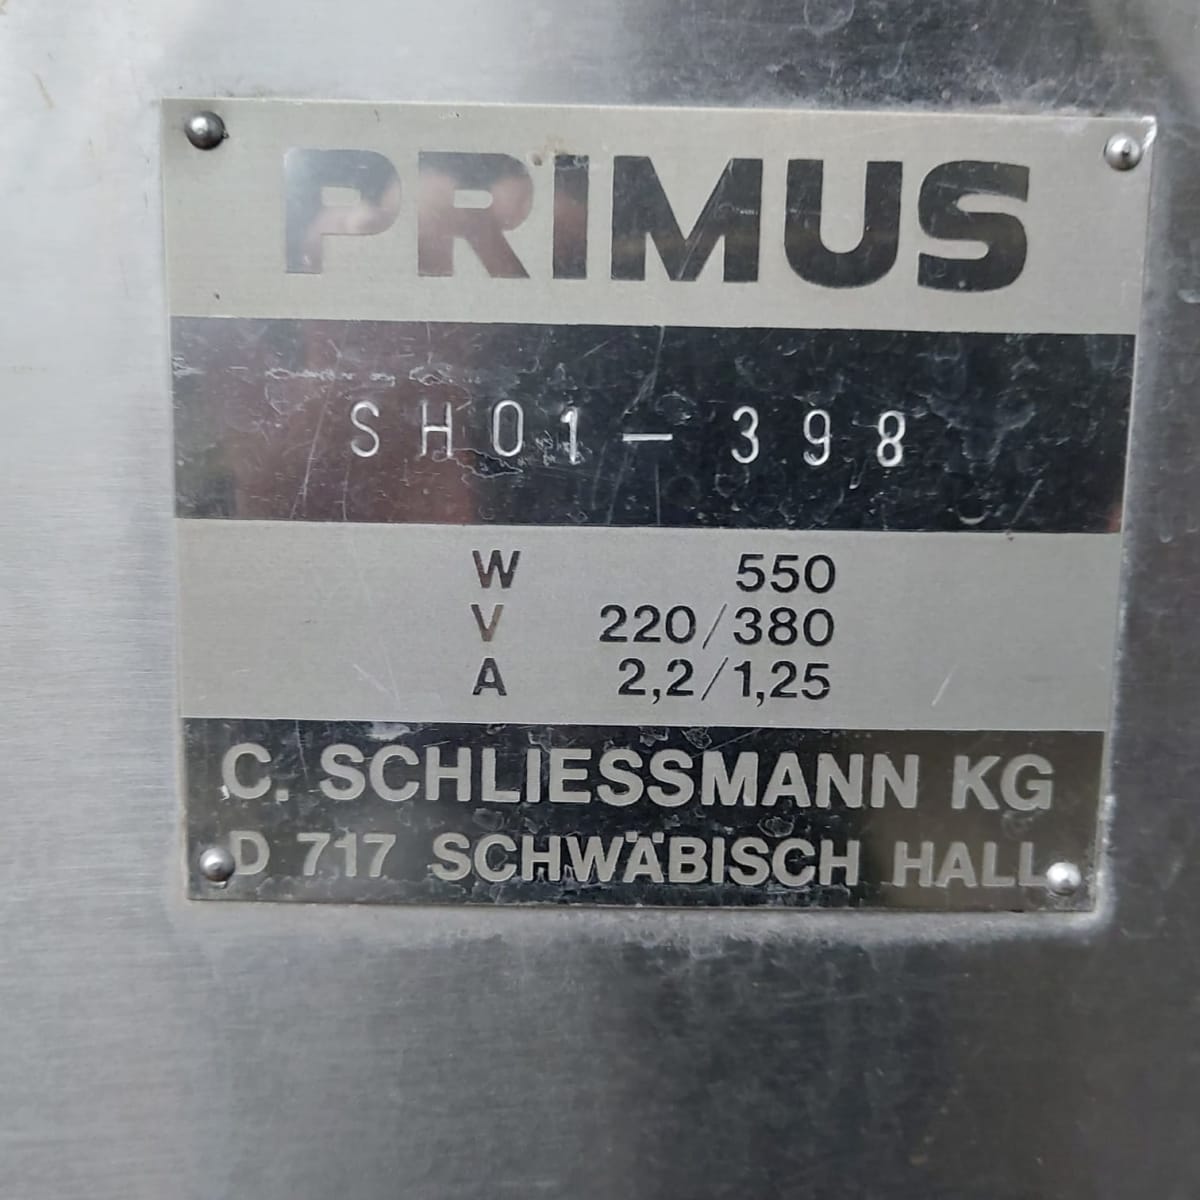 PRIMUS
SH01-398
W 550
V 220/380
A 2,2/1,25
C. SCHLIESSMANN KG
D 717 SCHWÄBISCH HALL